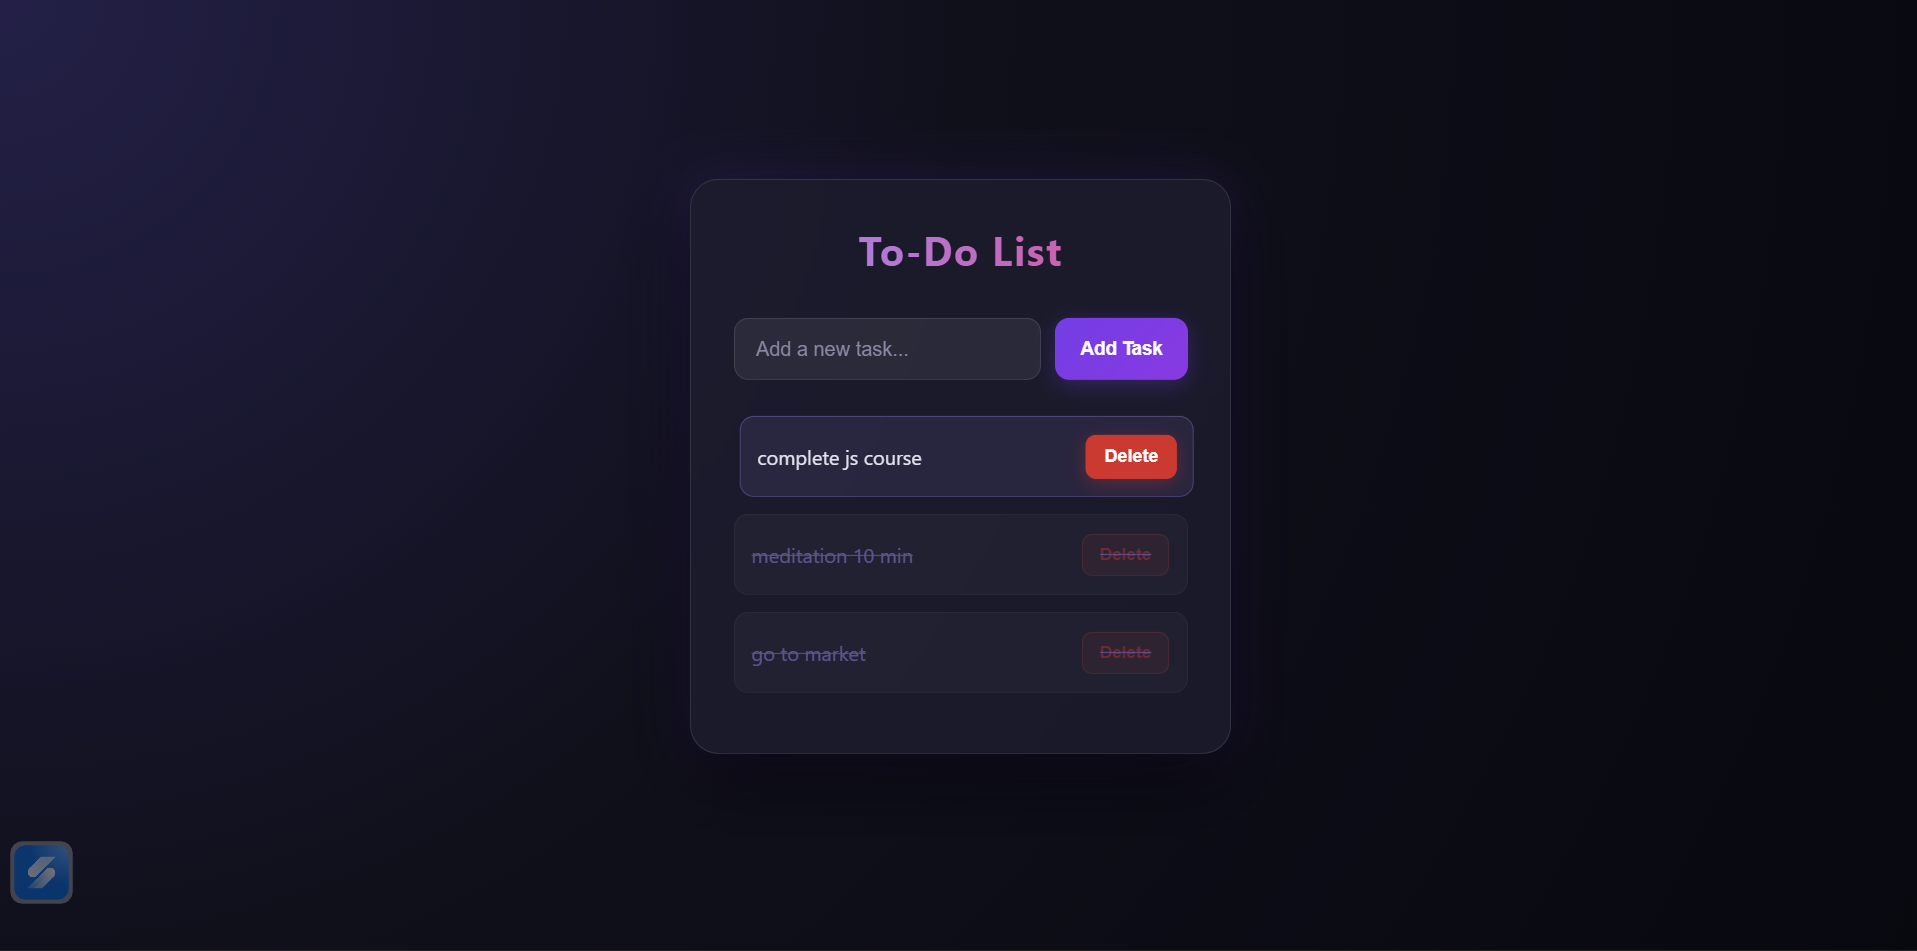 To-Do List
Add a new task...
Add Task
complete js course
Delete
meditation 10 min
Delete
go to market
Delete